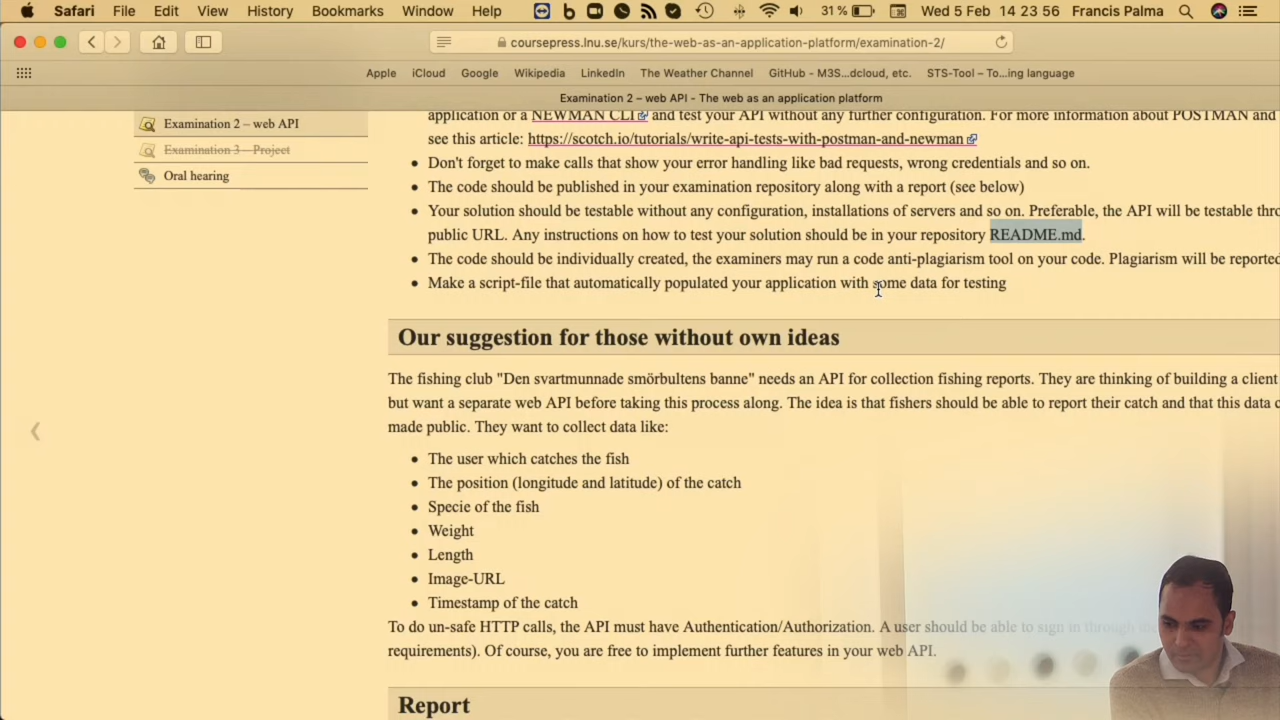 Safari File Edit View History Bookmarks Window Help 31% Wed 5 Feb 14 23 56 Francis Palma
coursepress.lnu.se/kurs/the-web-as-an-application-platform/examination-2/
Apple iCloud Google Wikipedia LinkedIn The Weather Channel GitHub - M3S...dcloud, etc. STS-Tool – To...ing language
Examination 2 – web API - The web as an application platform
Examination 2 – web API
Examination 3 – Project
Oral hearing
application or a NEWMAN CLI and test your API without any further configuration. For more information about POSTMAN and
see this article: https://scotch.io/tutorials/write-api-tests-with-postman-and-newman
Don't forget to make calls that show your error handling like bad requests, wrong credentials and so on.
The code should be published in your examination repository along with a report (see below)
Your solution should be testable without any configuration, installations of servers and so on. Preferable, the API will be testable thro
public URL. Any instructions on how to test your solution should be in your repository README.md.
The code should be individually created, the examiners may run a code anti-plagiarism tool on your code. Plagiarism will be reported
Make a script-file that automatically populated your application with some data for testing
Our suggestion for those without own ideas
The fishing club "Den svartmunnade smörbultens banne" needs an API for collection fishing reports. They are thinking of building a client
but want a separate web API before taking this process along. The idea is that fishers should be able to report their catch and that this data
made public. They want to collect data like:
The user which catches the fish
The position (longitude and latitude) of the catch
Specie of the fish
Weight
Length
Image-URL
Timestamp of the catch
To do un-safe HTTP calls, the API must have Authentication/Authorization. A user should be able to sign in through
requirements). Of course, you are free to implement further features in your web API.
Report